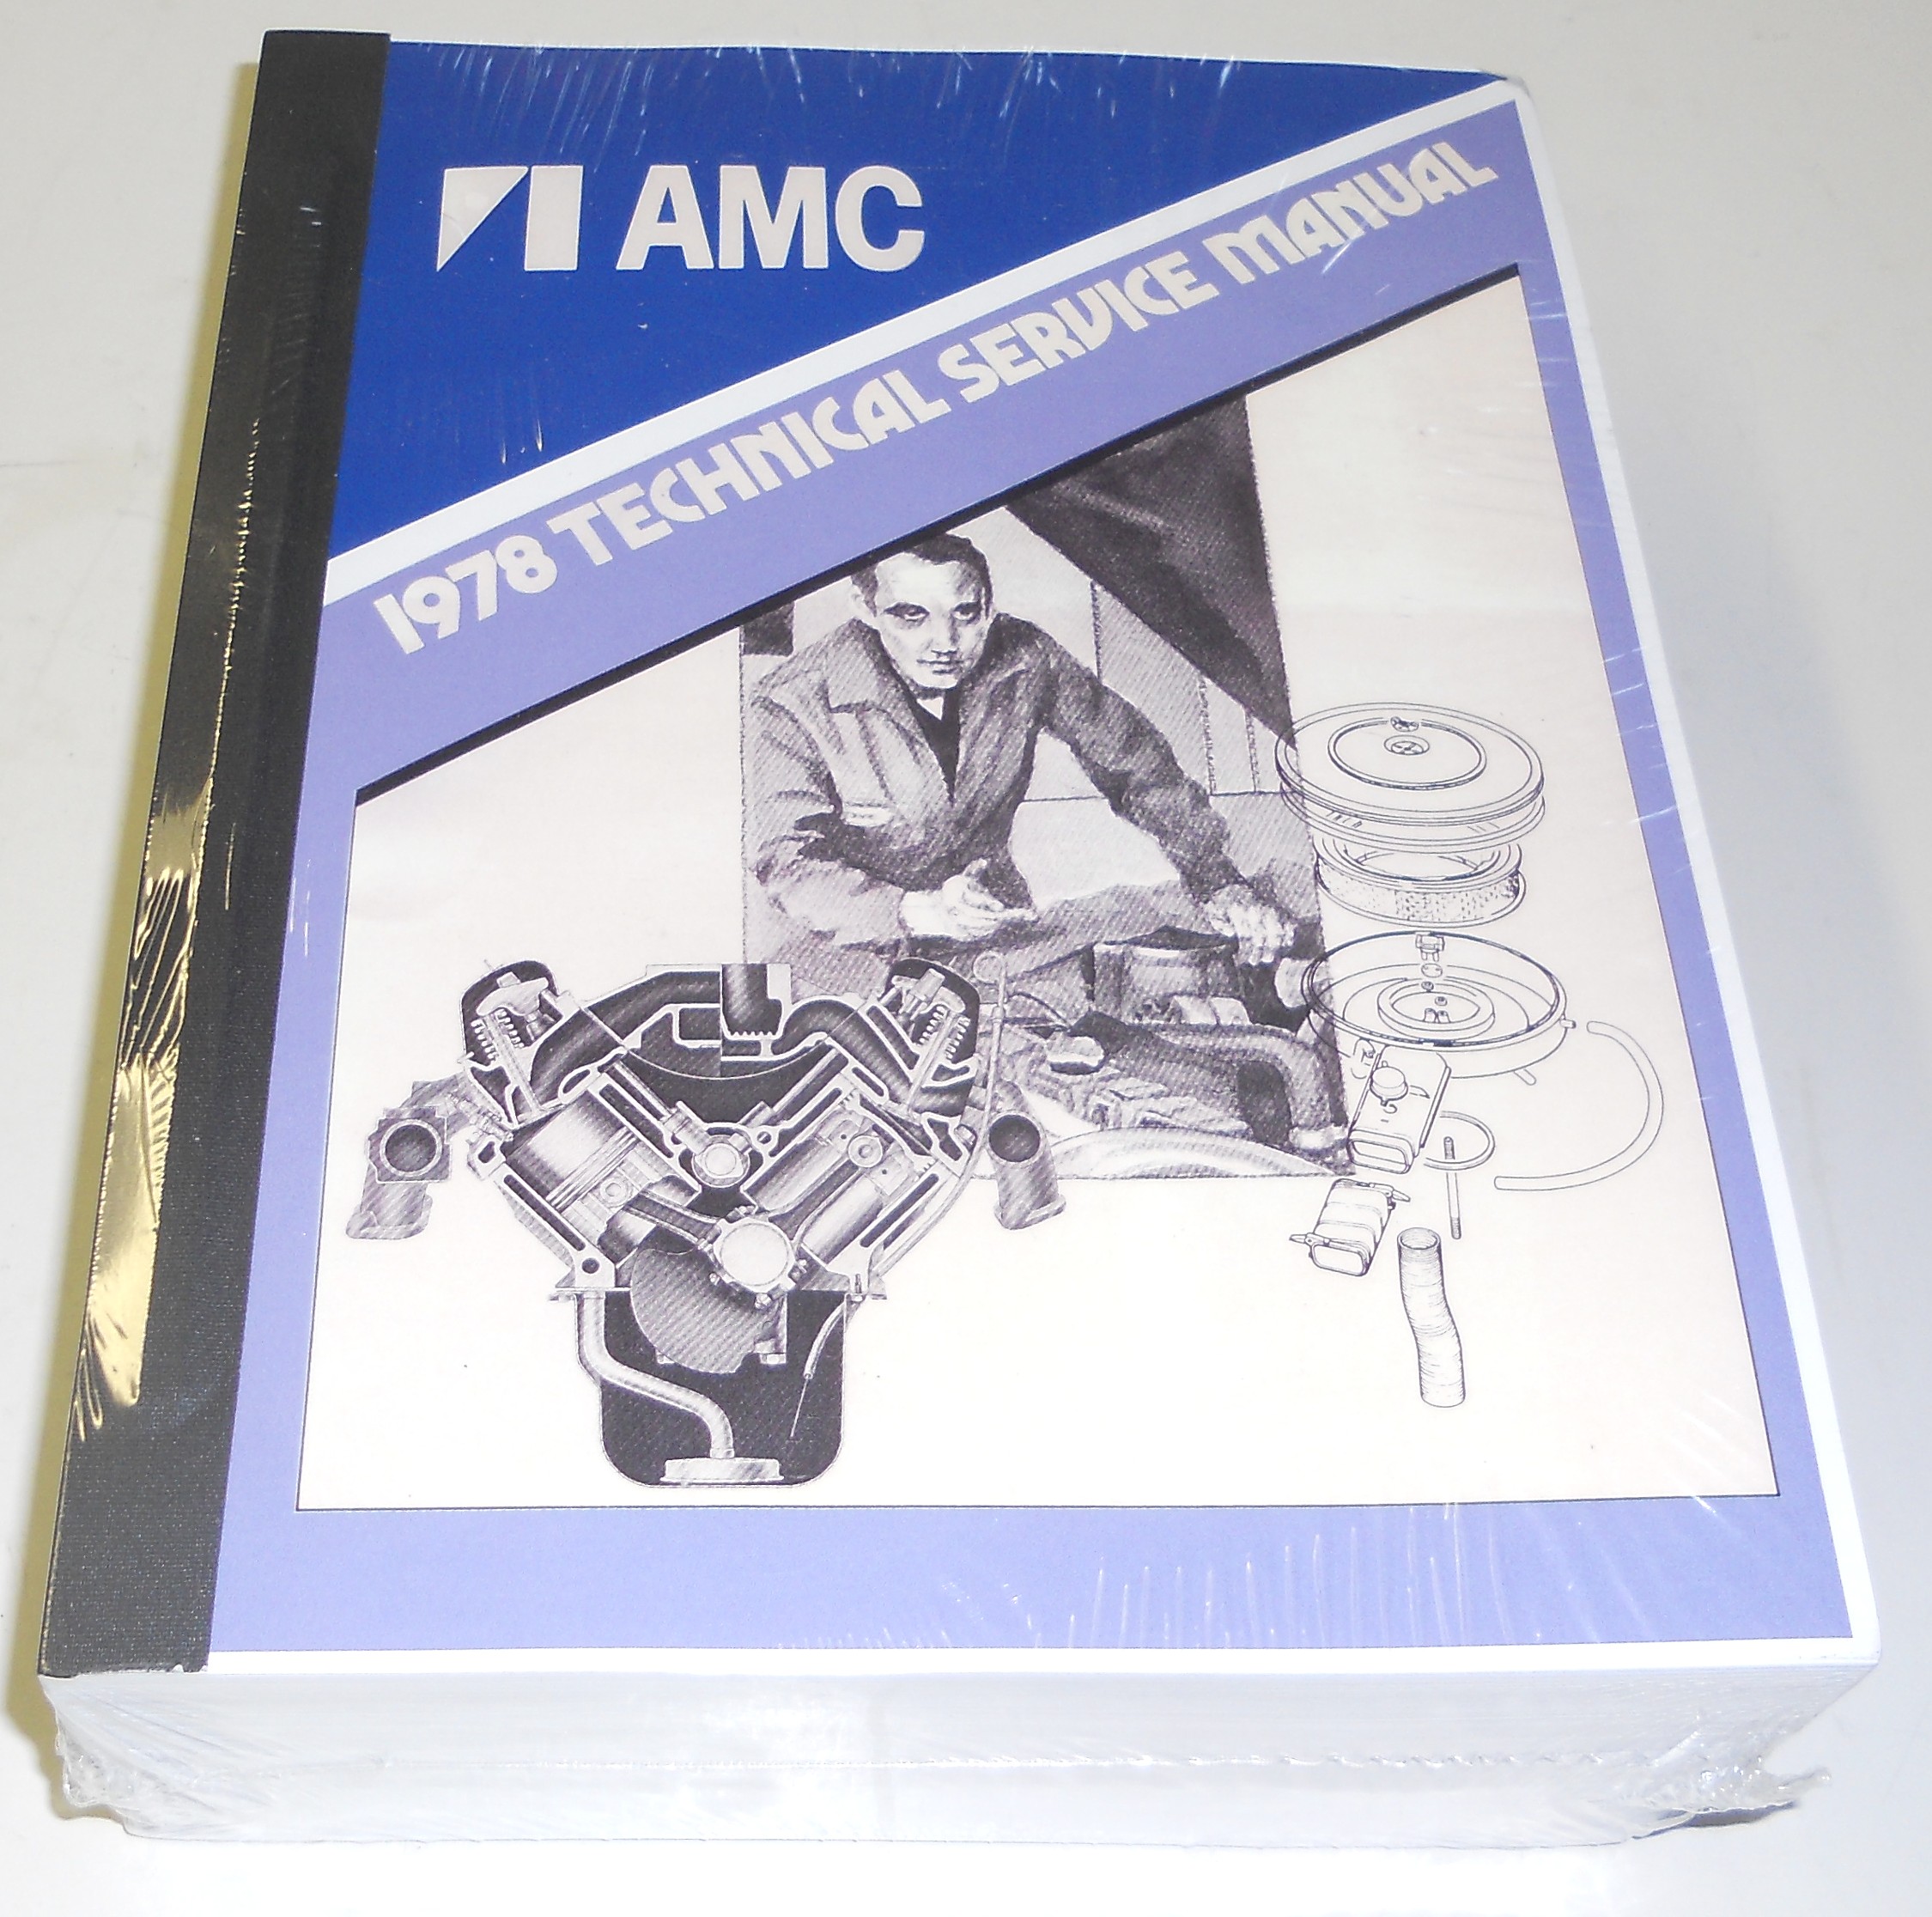 AMC
1978 TECHNICAL SERVICE MANUAL